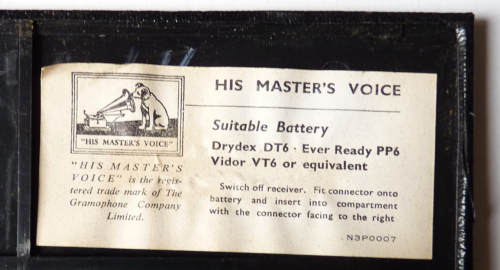 "HIS MASTER'S VOICE"
"HIS MASTER'S
VOICE" is the regis-
tered trade mark of The
Gramophone Company
Limited.
HIS MASTER'S VOICE
Suitable Battery
Drydex DT6 · Ever Ready PP6
Vidor VT6 or equivalent
Switch off receiver. Fit connector onto
battery and insert into compartment
with the connector facing to the right
N3P0007